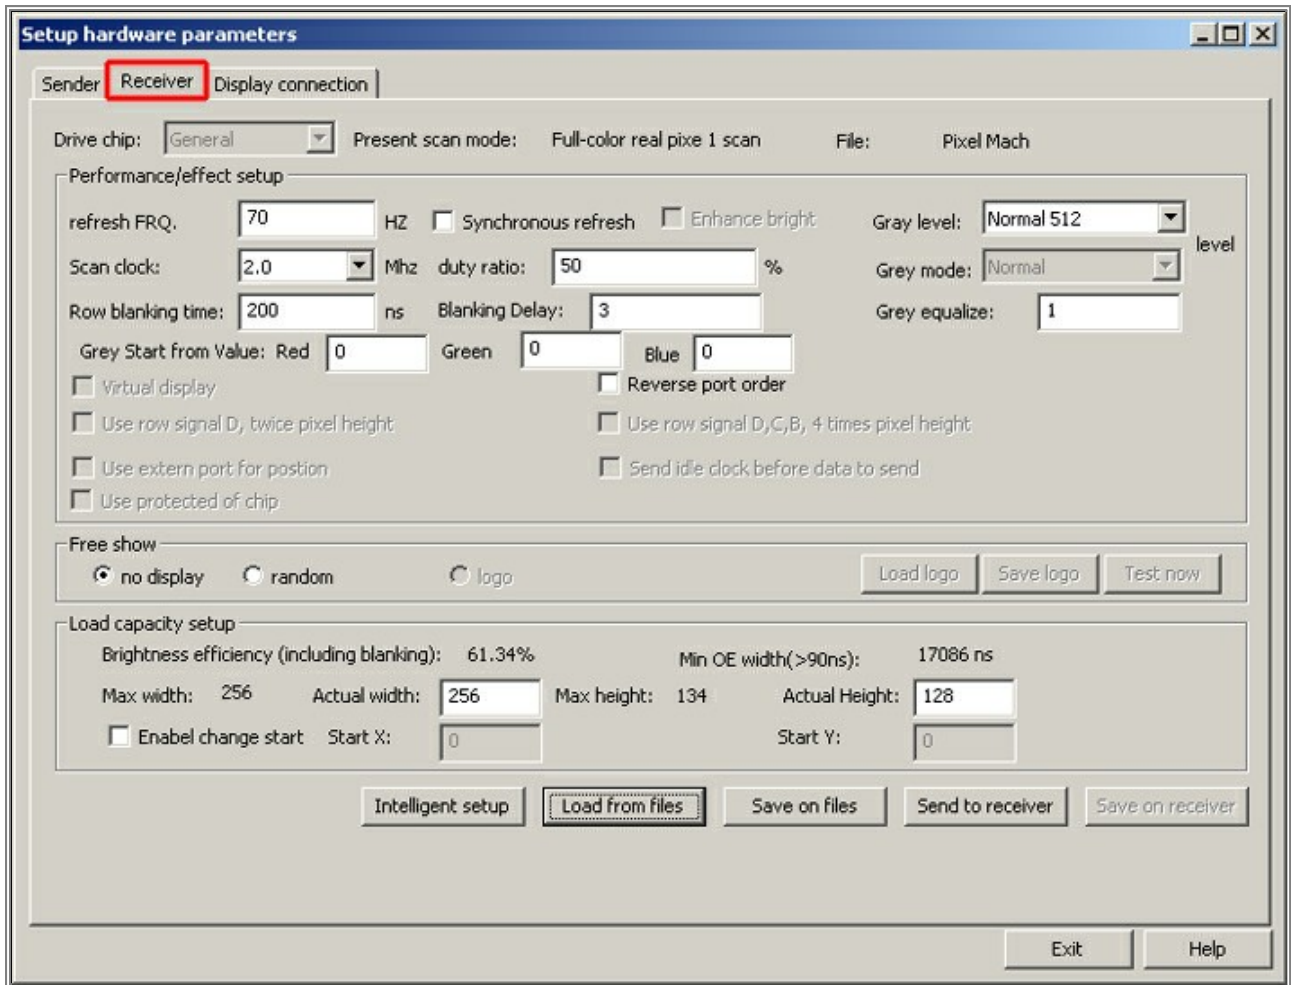 Setup hardware parameters
Sender Receiver Display connection
Drive chip: General Present scan mode: Full-color real pixe 1 scan File: Pixel Mach
Performance/effect setup
refresh FRQ. 70 HZ Synchronous refresh Enhance bright Gray level: Normal 512 level
Scan clock: 2.0 Mhz duty ratio: 50 % Grey mode: Normal
Row blanking time: 200 ns Blanking Delay: 3 Grey equalize: 1
Grey Start from Value: Red 0 Green 0 Blue 0
Virtual display Reverse port order
Use row signal D, twice pixel height Use row signal D,C,B, 4 times pixel height
Use extern port for postion Send idle clock before data to send
Use protected of chip
Free show
no display random logo Load logo Save logo Test now
Load capacity setup
Brightness efficiency (including blanking): 61.34% Min OE width(>90ns): 17086 ns
Max width: 256 Actual width: 256 Max height: 134 Actual Height: 128
Enabel change start Start X: 0 Start Y: 0
Intelligent setup Load from files Save on files Send to receiver Save on receiver
Exit Help